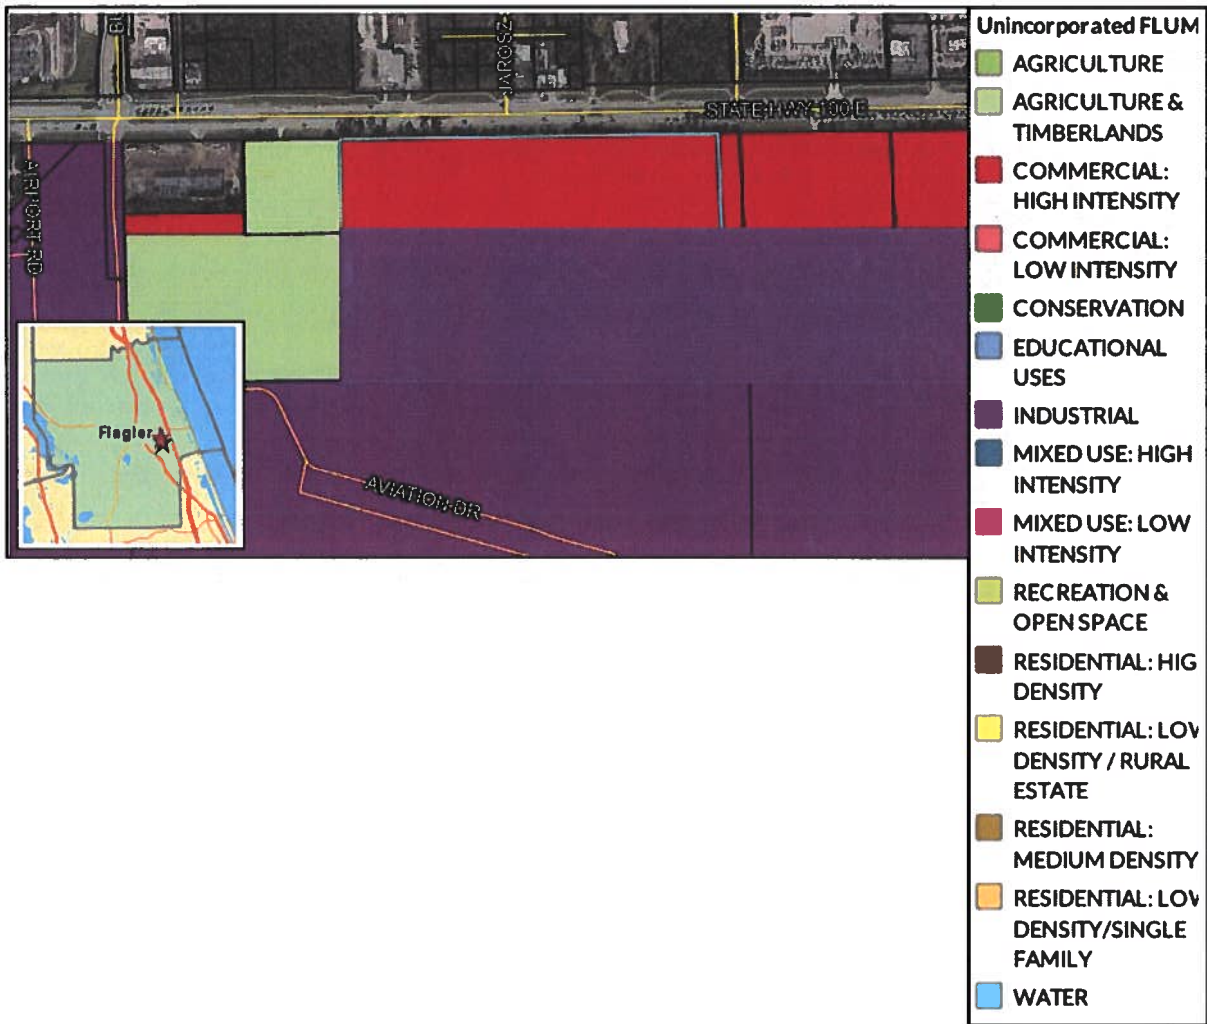 JAROSZ
STATE HWY 100 E
AIRPORT RD
Flagler
AVIATION DR
Unincorporated FLUM
AGRICULTURE
AGRICULTURE &
TIMBERLANDS
COMMERCIAL:
HIGH INTENSITY
COMMERCIAL:
LOW INTENSITY
CONSERVATION
EDUCATIONAL
USES
INDUSTRIAL
MIXED USE: HIGH
INTENSITY
MIXED USE: LOW
INTENSITY
RECREATION &
OPEN SPACE
RESIDENTIAL: HIG
DENSITY
RESIDENTIAL: LOV
DENSITY / RURAL
ESTATE
RESIDENTIAL:
MEDIUM DENSITY
RESIDENTIAL: LOV
DENSITY/SINGLE
FAMILY
WATER